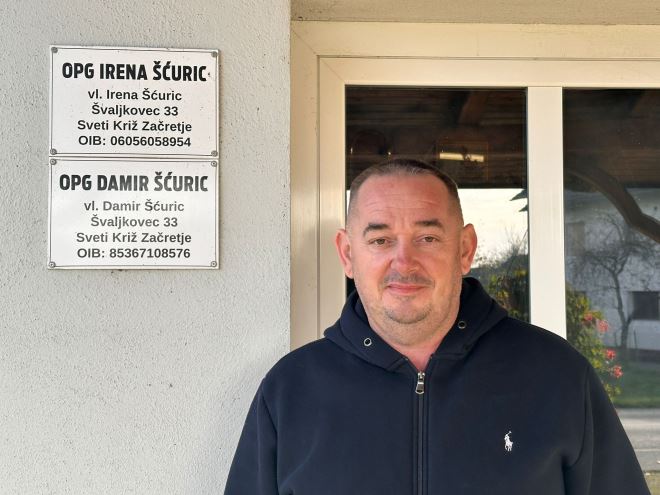 OPG IRENA ŠĆURIC
vl. Irena Šćuric
Švaljkovec 33
Sveti Križ Začretje
OIB: 06056058954
OPG DAMIR ŠĆURIC
vl. Damir Šćuric
Švaljkovec 33
Sveti Križ Začretje
OIB: 85367108576